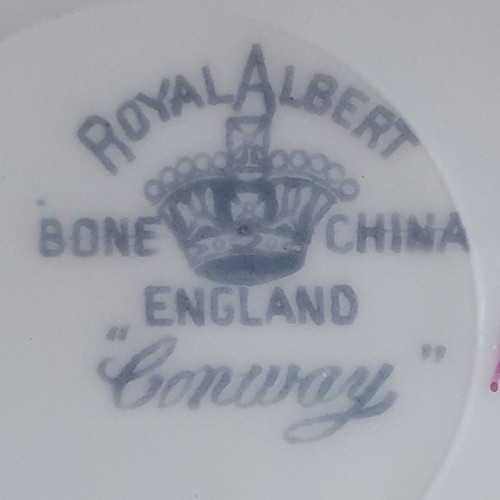 ROYAL ALBERT
BONE CHINA
ENGLAND
"Conway"